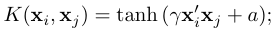 K(𝐱ᵢ, 𝐱ⱼ) = tanh (γ𝐱′ᵢ𝐱ⱼ + a);